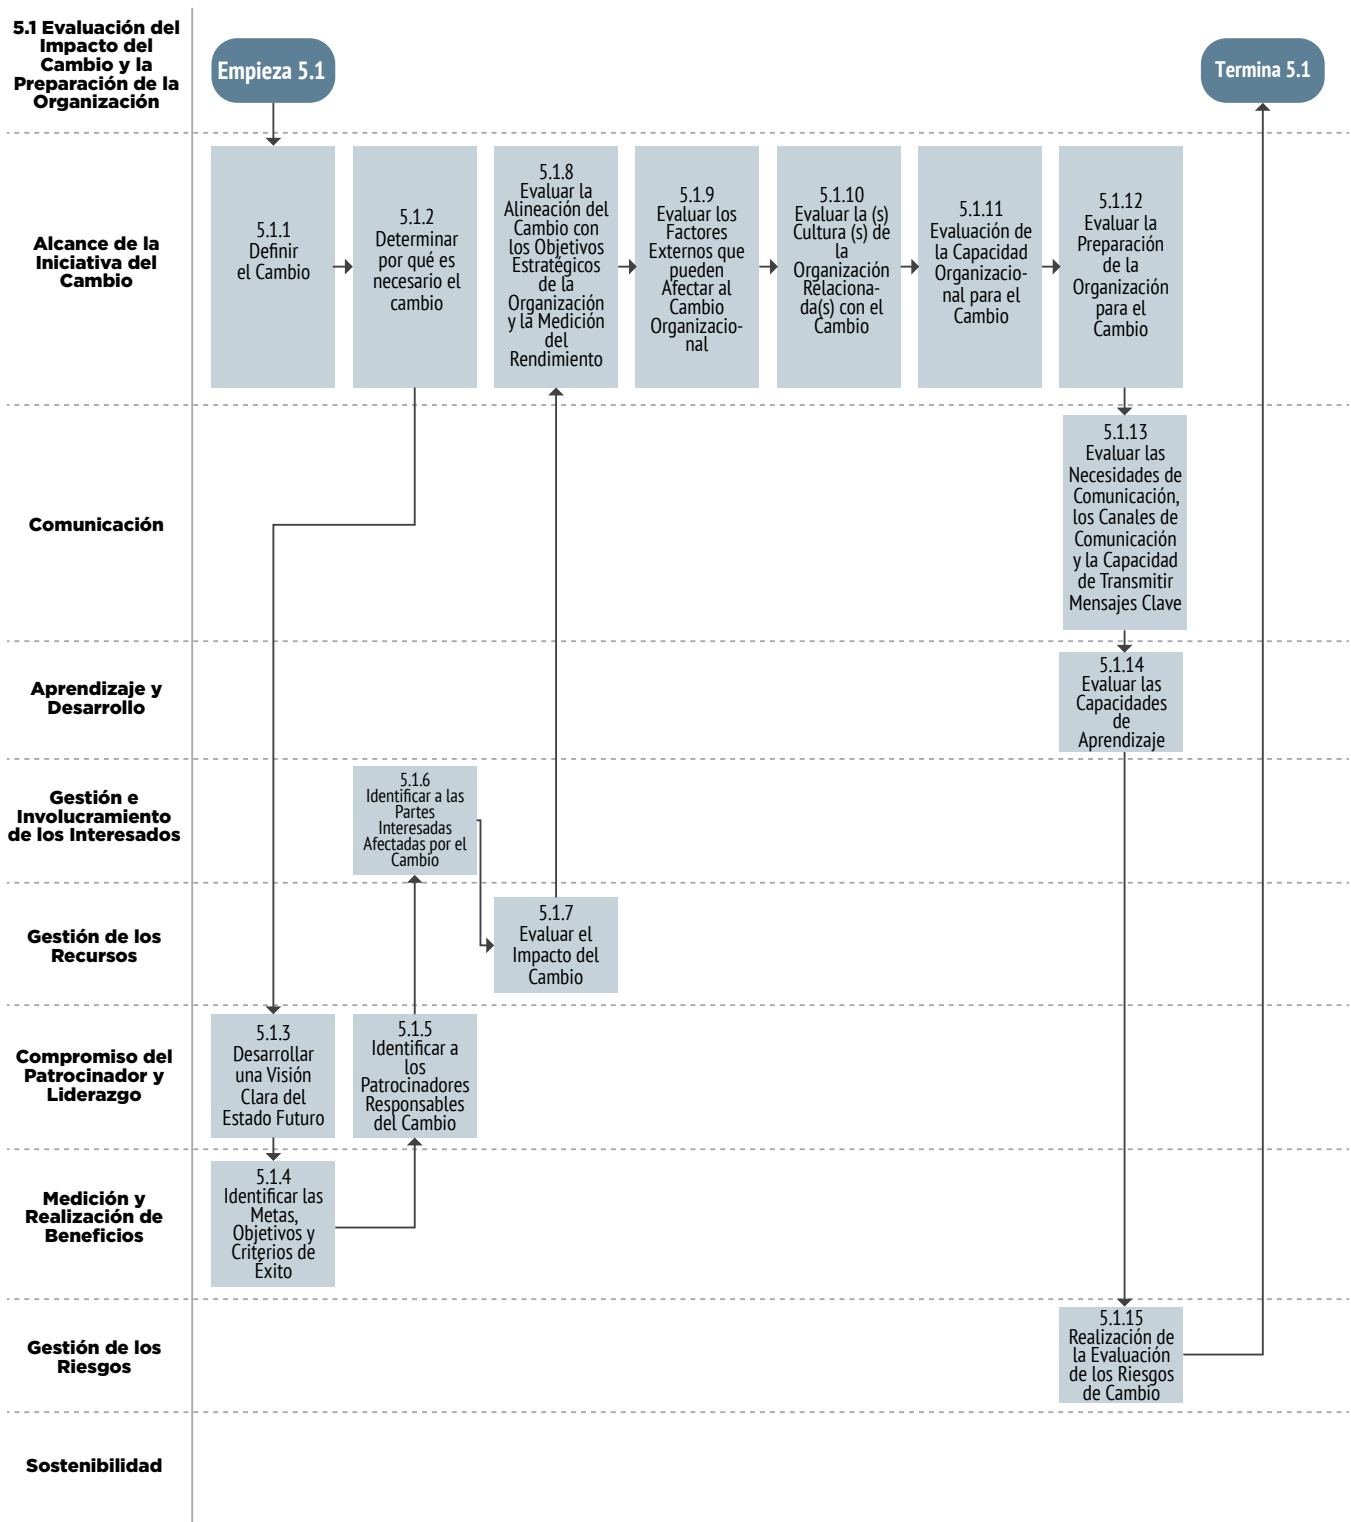 5.1 Evaluación del
Impacto del
Cambio y la
Preparación de la
Organización
Empieza 5.1
Termina 5.1
Alcance de la
Iniciativa del
Cambio
5.1.1
Definir
el Cambio
5.1.2
Determinar
por qué es
necesario el
cambio
5.1.8
Evaluar la
Alineación del
Cambio con
los Objetivos
Estratégicos
de la
Organización
y la Medición
del
Rendimiento
5.1.9
Evaluar los
Factores
Externos que
pueden
Afectar al
Cambio
Organizacio-
nal
5.1.10
Evaluar la (s)
Cultura (s) de
la
Organización
Relaciona-
da(s) con el
Cambio
5.1.11
Evaluación de
la Capacidad
Organizacio-
nal para el
Cambio
5.1.12
Evaluar la
Preparación
de la
Organización
para el
Cambio
Comunicación
5.1.13
Evaluar las
Necesidades de
Comunicación,
los Canales de
Comunicación
y la Capacidad
de Transmitir
Mensajes Clave
Aprendizaje y
Desarrollo
5.1.14
Evaluar las
Capacidades
de
Aprendizaje
Gestión e
Involucramiento
de los Interesados
5.1.6
Identificar a las
Partes
Interesadas
Afectadas por el
Cambio
Gestión de los
Recursos
5.1.7
Evaluar el
Impacto del
Cambio
Compromiso del
Patrocinador y
Liderazgo
5.1.3
Desarrollar
una Visión
Clara del
Estado Futuro
5.1.5
Identificar a
los
Patrocinadores
Responsables
del Cambio
Medición y
Realización de
Beneficios
5.1.4
Identificar las
Metas,
Objetivos y
Criterios de
Éxito
Gestión de los
Riesgos
5.1.15
Realización de
la Evaluación
de los Riesgos
de Cambio
Sostenibilidad